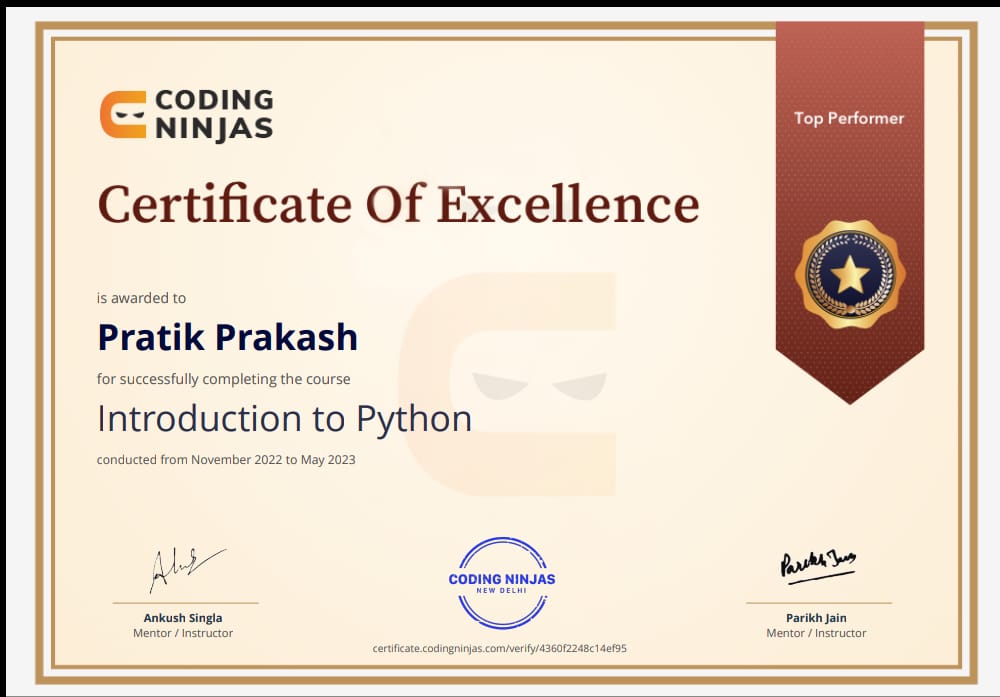 CODING
NINJAS
Top Performer
Certificate Of Excellence
is awarded to
Pratik Prakash
for successfully completing the course
Introduction to Python
conducted from November 2022 to May 2023
Parikh Jain
CODING NINJAS
NEW DELHI
Ankush Singla
Mentor / Instructor
Parikh Jain
Mentor / Instructor
certificate.codingninjas.com/verify/4360f2248c14ef95